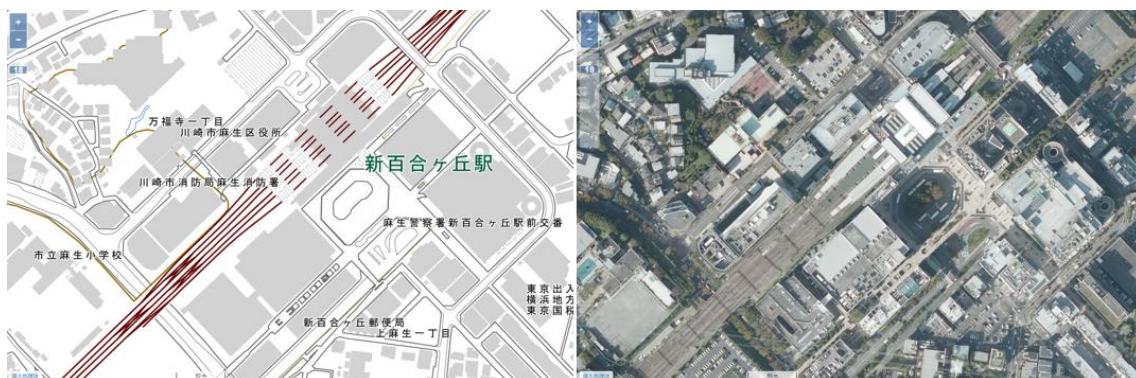 +
−
18
万福寺一丁目
川崎市麻生区役所
新百合ヶ丘駅
川崎市消防局麻生消防署
麻生警察署新百合ヶ丘駅前交番
市立麻生小学校
東京出入
横浜地方
東京国税
新百合ヶ丘郵便局
上麻生一丁目
+
−